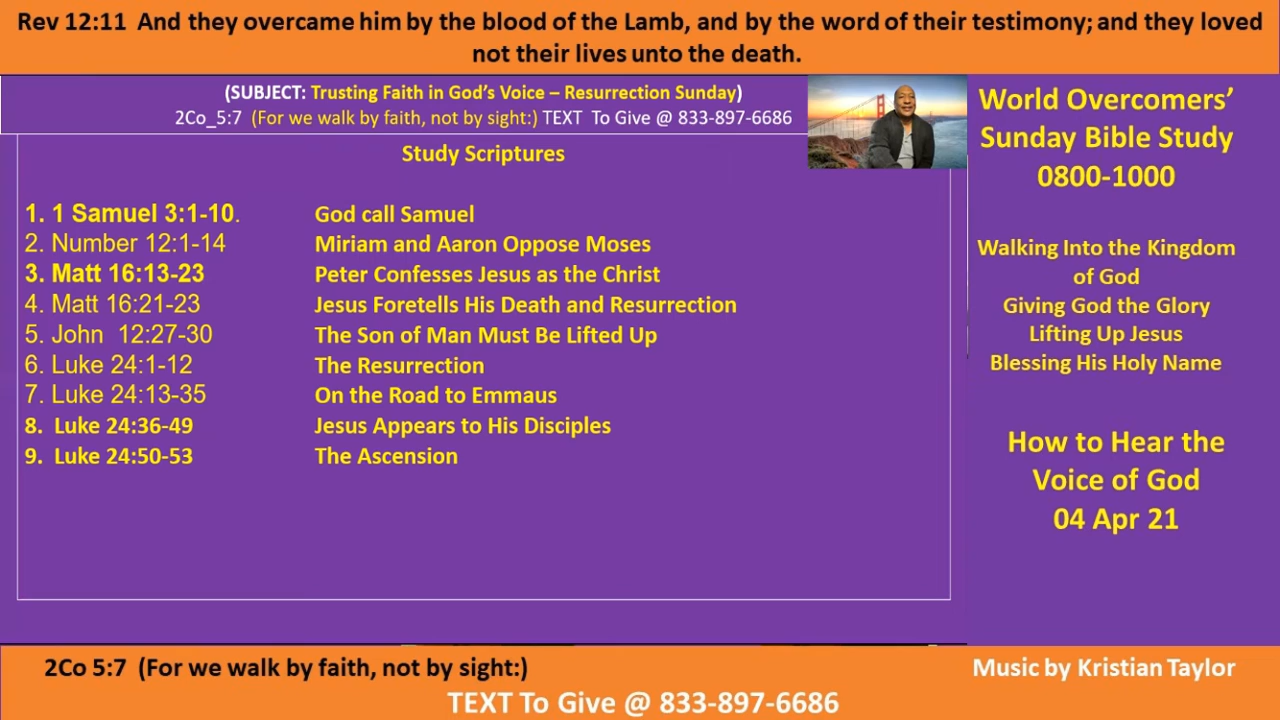 Rev 12:11  And they overcame him by the blood of the Lamb, and by the word of their testimony; and they loved
not their lives unto the death.
(SUBJECT: Trusting Faith in God's Voice – Resurrection Sunday)
2Co_5:7  (For we walk by faith, not by sight:) TEXT  To Give @ 833-897-6686
Study Scriptures
1. 1 Samuel 3:1-10. God call Samuel
2. Number 12:1-14 Miriam and Aaron Oppose Moses
3. Matt 16:13-23 Peter Confesses Jesus as the Christ
4. Matt 16:21-23 Jesus Foretells His Death and Resurrection
5. John  12:27-30 The Son of Man Must Be Lifted Up
6. Luke 24:1-12 The Resurrection
7. Luke 24:13-35 On the Road to Emmaus
8.  Luke 24:36-49 Jesus Appears to His Disciples
9.  Luke 24:50-53 The Ascension
World Overcomers'
Sunday Bible Study
0800-1000
Walking Into the Kingdom
of God
Giving God the Glory
Lifting Up Jesus
Blessing His Holy Name
How to Hear the
Voice of God
04 Apr 21
2Co 5:7  (For we walk by faith, not by sight:)
Music by Kristian Taylor
TEXT To Give @ 833-897-6686